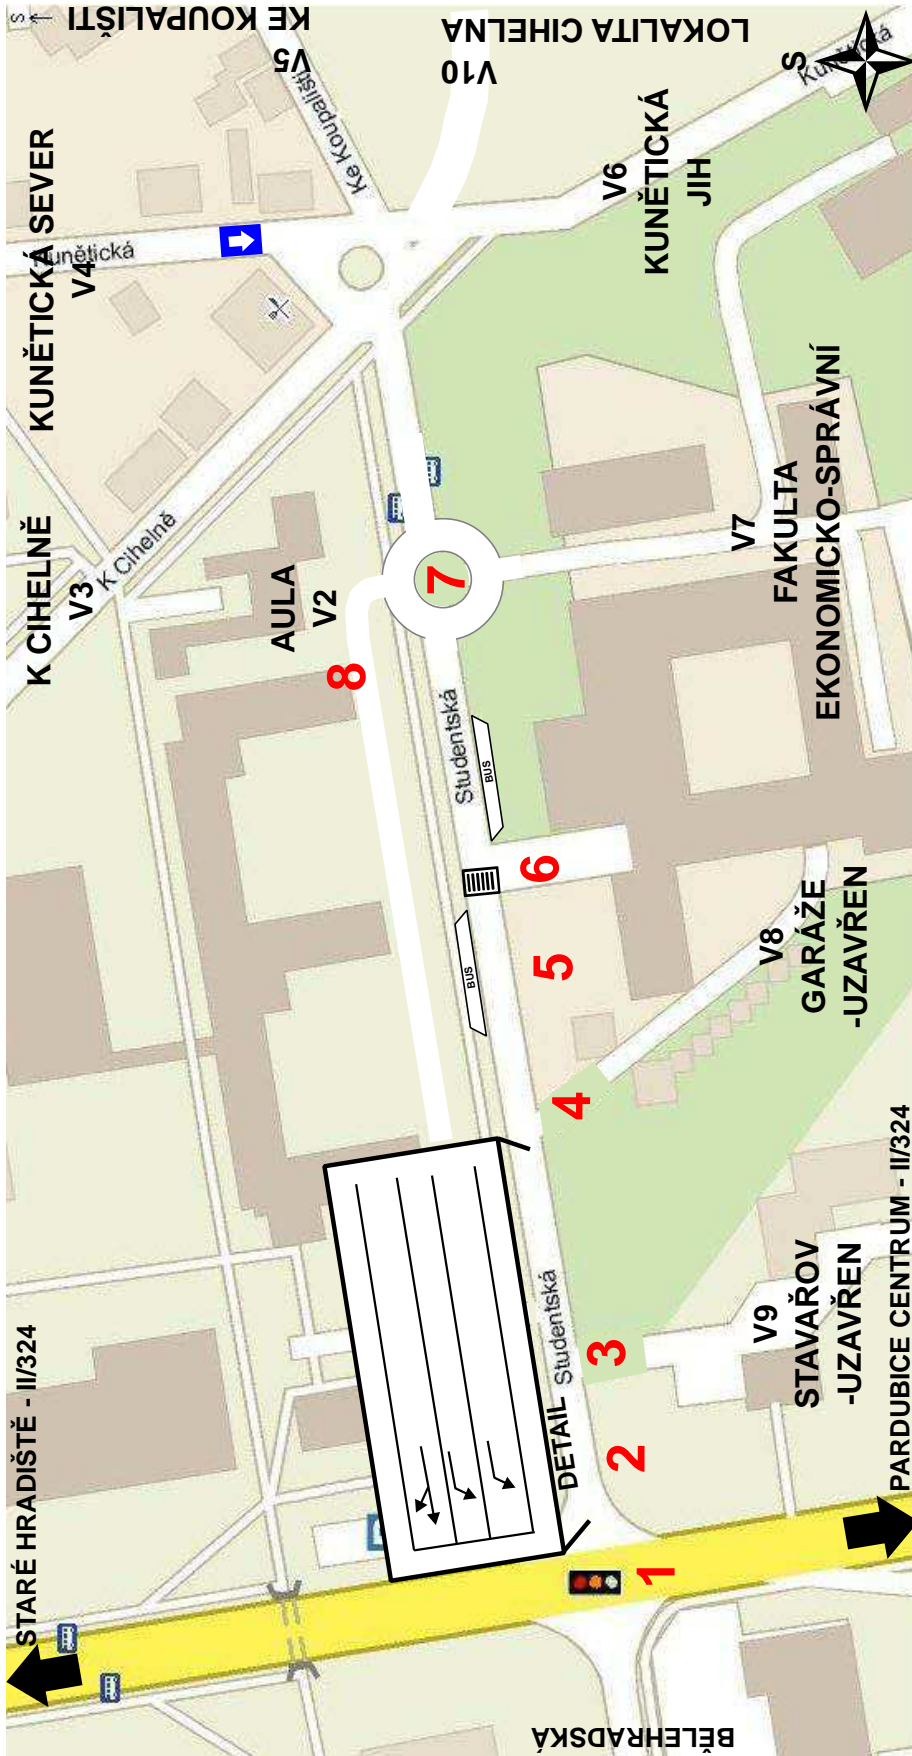 STARÉ HRADIŠTĚ - II/324
K CIHELNĚ
V3
KUNĚTICKÁ SEVER
V4
S
KE KOUPALIŠTI
V5
LOKALITA CIHELNA
V10
Kunětická
Ke Koupališti
K Cihelně
AULA
V2
8
7
Studentská
BUS
BUS
6
5
4
DETAIL
Studentská
3
2
1
V6
KUNĚTICKÁ
JIH
S
Kunětická
V7
FAKULTA
EKONOMICKO-SPRÁVNÍ
V8
GARÁŽE
-UZAVŘEN
V9
STAVAŘOV
-UZAVŘEN
PARDUBICE CENTRUM - II/324
BĚLEHRADSKÁ